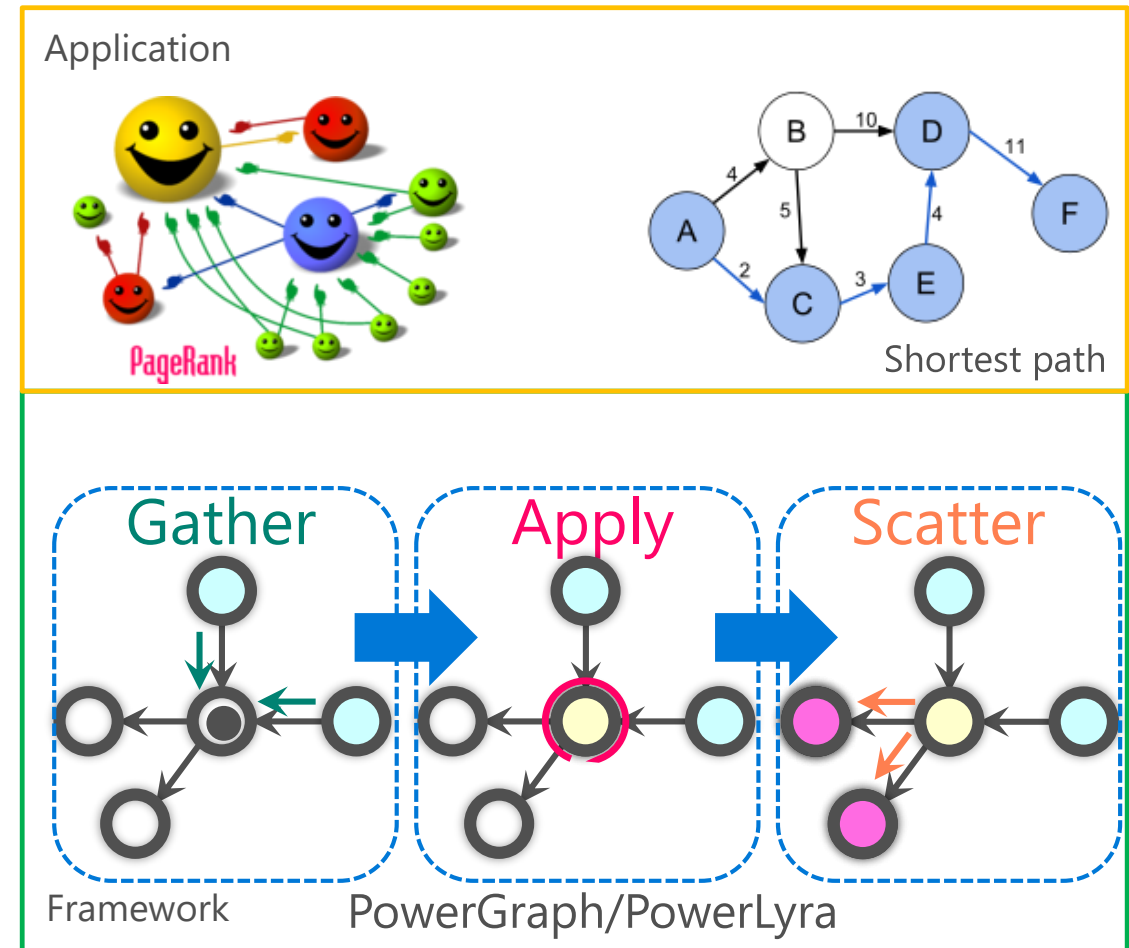 Application
B
10
D
11
4
A
5
4
F
2
3
E
C
PageRank
Shortest path
Gather
Apply
Scatter
Framework
PowerGraph/PowerLyra